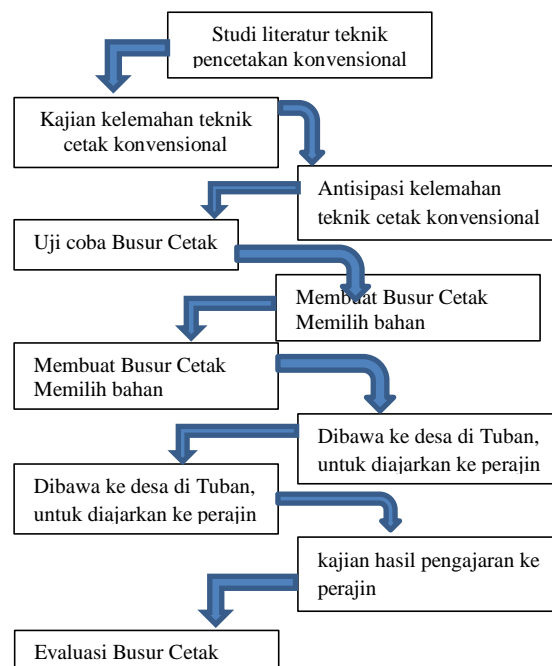 Studi literatur teknik
pencetakan konvensional
Kajian kelemahan teknik
cetak konvensional
Antisipasi kelemahan
teknik cetak konvensional
Uji coba Busur Cetak
Membuat Busur Cetak
Memilih bahan
Membuat Busur Cetak
Memilih bahan
Dibawa ke desa di Tuban,
untuk diajarkan ke perajin
Dibawa ke desa di Tuban,
untuk diajarkan ke perajin
kajian hasil pengajaran ke
perajin
Evaluasi Busur Cetak